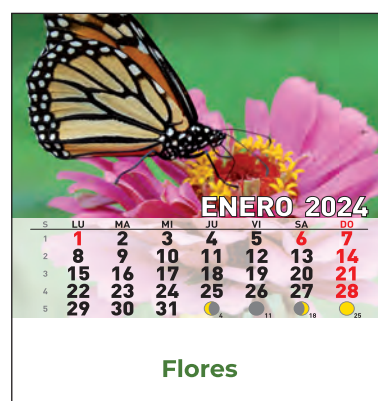 ENERO 2024
S LU MA MI JU VI SA DO
1 1 2 3 4 5 6 7
2 8 9 10 11 12 13 14
3 15 16 17 18 19 20 21
4 22 23 24 25 26 27 28
5 29 30 31 4 11 18 25
Flores